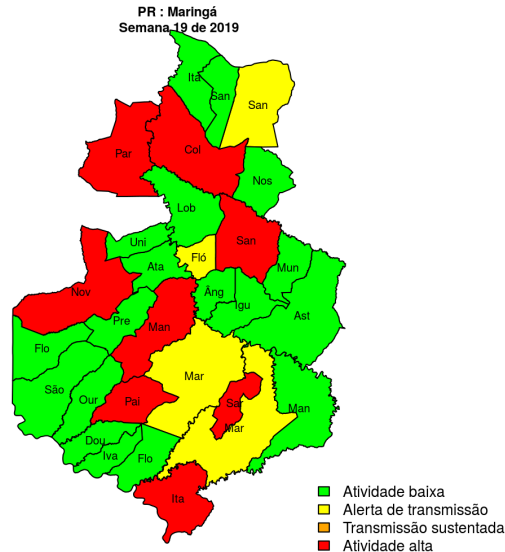 PR : Maringá
Semana 19 de 2019
Itá
San
San
Par
Col
Nos
Lob
Uni
San
Fló
Ata
Mun
Nov
Âng
Igu
Ast
Pre
Man
Flo
Mar
São
Our
Pai
Sar
Man
Mar
Dou
Iva
Flo
Ita
Atividade baixa
Alerta de transmissão
Transmissão sustentada
Atividade alta